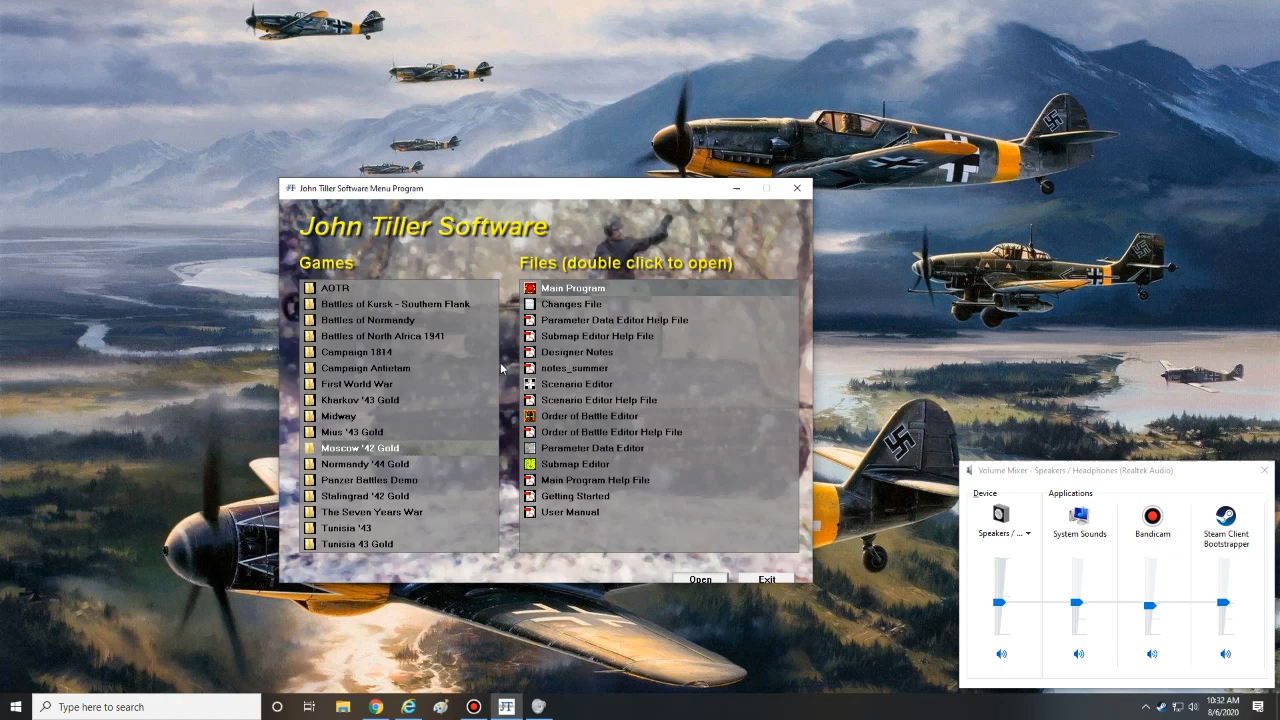 John Tiller Software Menu Program
John Tiller Software
Games
Files (double click to open)
AOTR
Battles of Kursk - Southern Flank
Battles of Normandy
Battles of North Africa 1941
Campaign 1814
Campaign Antietam
First World War
Kharkov '43 Gold
Midway
Mius '43 Gold
Moscow '42 Gold
Normandy '44 Gold
Panzer Battles Demo
Stalingrad '42 Gold
The Seven Years War
Tunisia '43
Tunisia 43 Gold
Main Program
Changes File
Parameter Data Editor Help File
Submap Editor Help File
Designer Notes
notes_summer
Scenario Editor
Scenario Editor Help File
Order of Battle Editor
Order of Battle Editor Help File
Parameter Data Editor
Submap Editor
Main Program Help File
Getting Started
User Manual
Open
Exit
Volume Mixer - Speakers / Headphones (Realtek Audio)
Device
Applications
Speakers / ...
System Sounds
Bandicam
Steam Client
Bootstrapper
Type here to search
JT
10:32 AM
8/6/2020